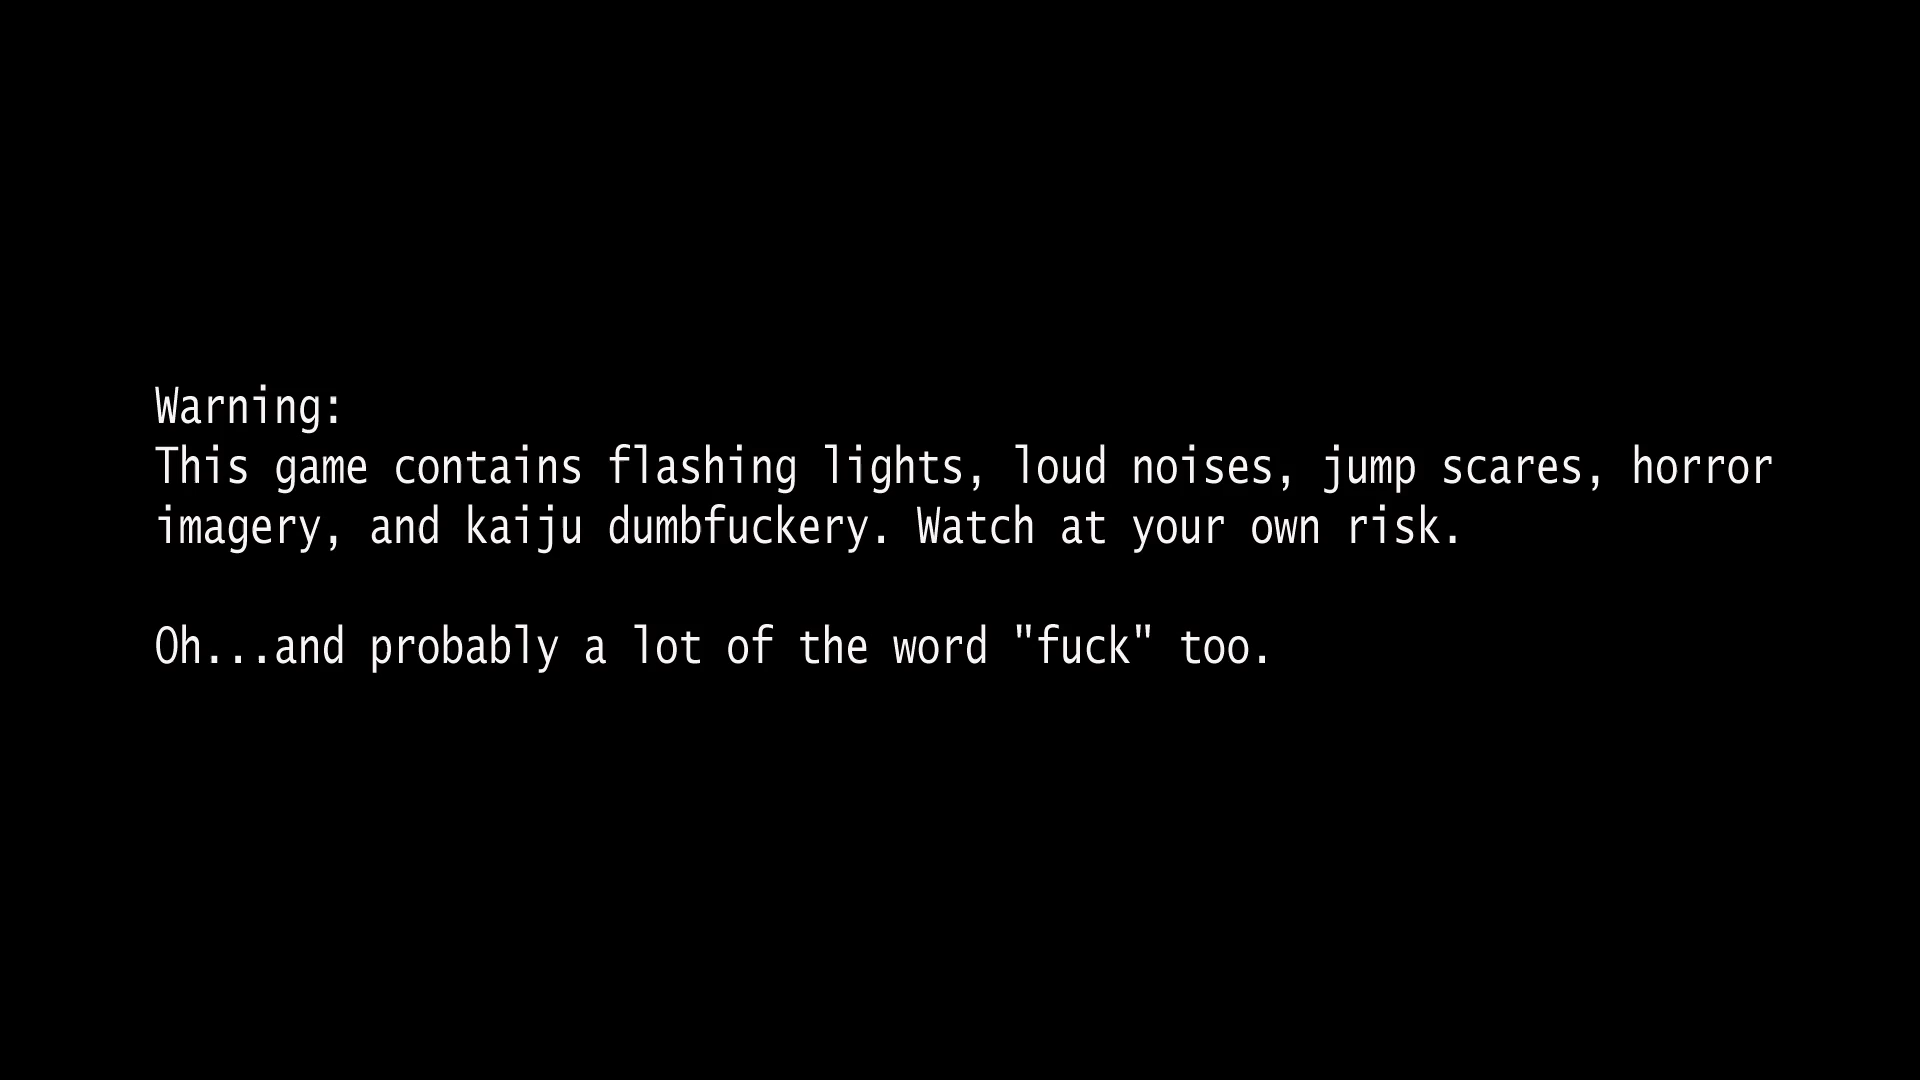 Warning:
This game contains flashing lights, loud noises, jump scares, horror
imagery, and kaiju dumbfuckery. Watch at your own risk.
Oh...and probably a lot of the word "fuck" too.